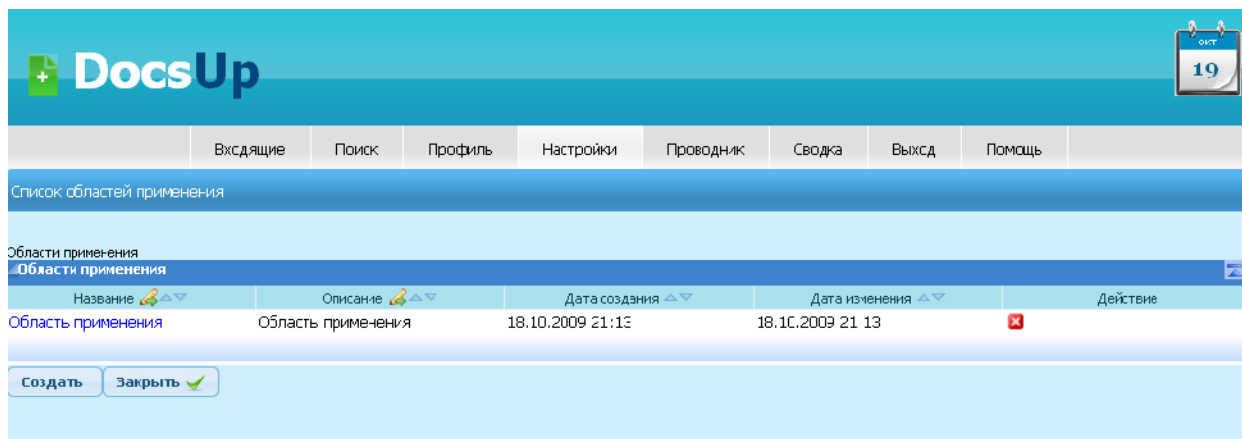 DocsUp
окт
19
Входящие Поиск Профиль Настройки Проводник Сводка Выход Помощь
Список областей применения
Области применения
Области применения
Название Описание Дата создания Дата изменения Действие
Область применения Область применения 18.10.2009 21:13 18.10.2009 21 13
Создать Закрыть